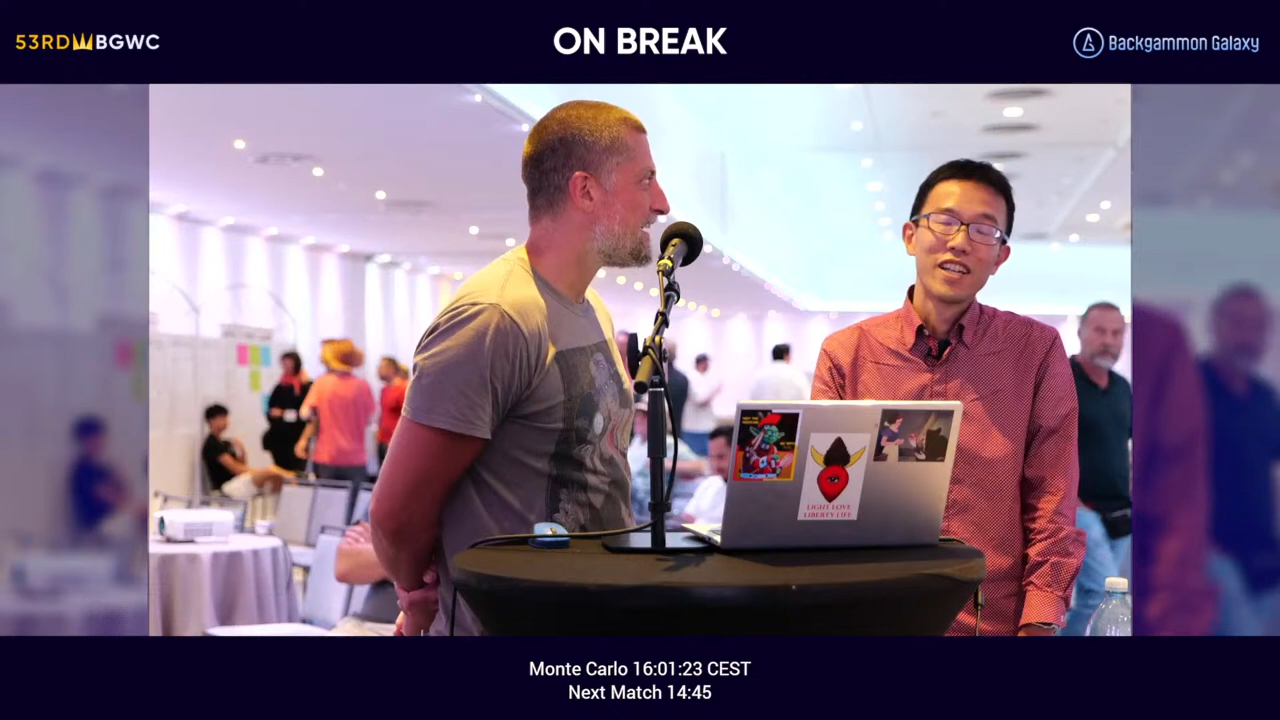 53RD BGWC
ON BREAK
Backgammon Galaxy
LIGHT LOVE
LIBERTY LIFE
Monte Carlo 16:01:23 CEST
Next Match 14:45